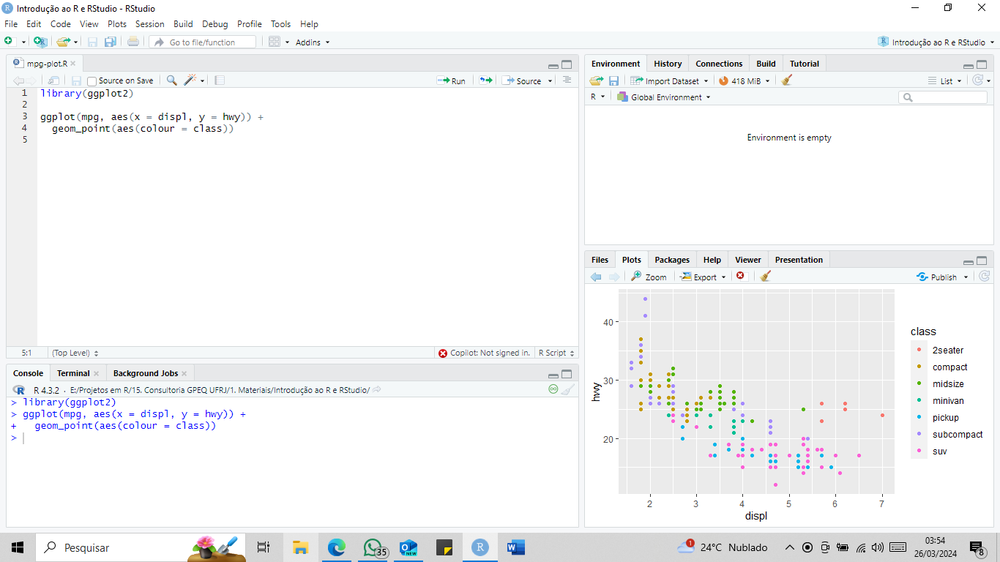 Introdução ao R e RStudio - RStudio
File Edit Code View Plots Session Build Debug Profile Tools Help
Go to file/function Addins Introdução ao R e RStudio
mpg-plot.R
Source on Save Run Source
1 library(ggplot2)
2
3 ggplot(mpg, aes(x = displ, y = hwy)) +
4 geom_point(aes(colour = class))
5
5:1 (Top Level) Copilot: Not signed in. R Script
Console Terminal Background Jobs
R 4.3.2 · E:/Projetos em R/15. Consultoria GPEQ UFRJ/1. Materiais/Introdução ao R e RStudio/
> library(ggplot2)
> ggplot(mpg, aes(x = displ, y = hwy)) +
+ geom_point(aes(colour = class))
>
Environment History Connections Build Tutorial
Import Dataset 418 MiB List
R Global Environment
Environment is empty
Files Plots Packages Help Viewer Presentation
Zoom Export Publish
40
30
20
hwy
2 3 4 5 6 7
displ
class
2seater
compact
midsize
minivan
pickup
subcompact
suv
Pesquisar 35 NEW R W 1 24°C Nublado 03:54
26/03/2024 8